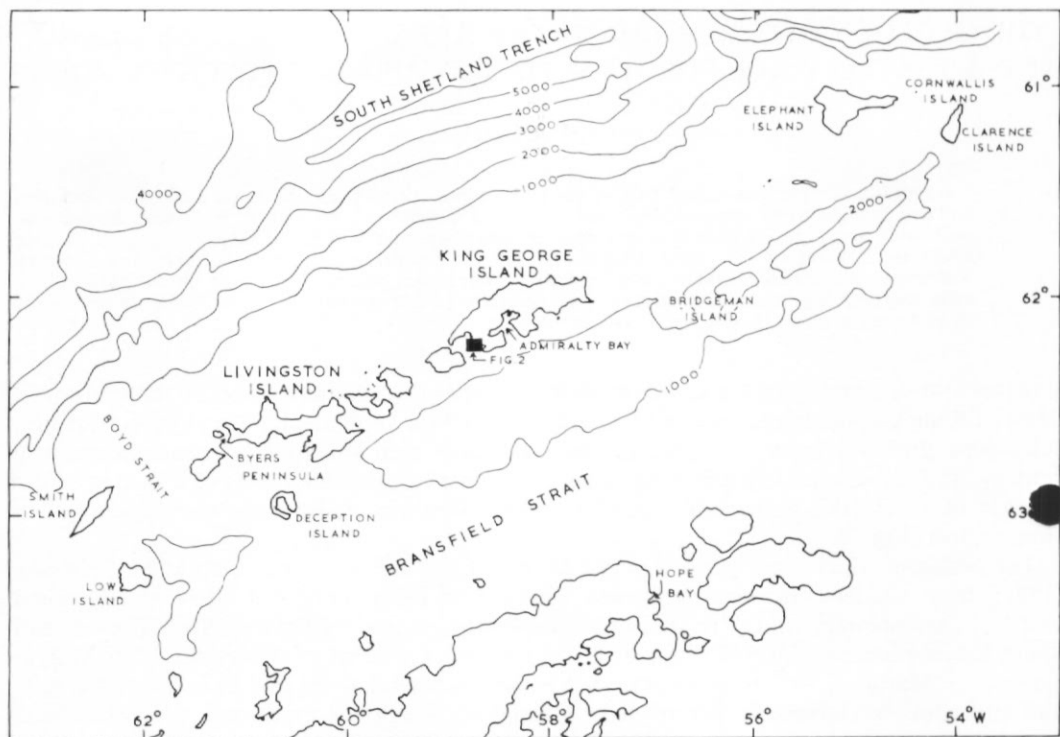 SOUTH SHETLAND TRENCH
5000
4000
3000
2000
1000
4000
61°
CORNWALLIS
ISLAND
ELEPHANT
ISLAND
CLARENCE
ISLAND
2000
KING GEORGE
ISLAND
62°
BRIDGEMAN
ISLAND
ADMIRALTY BAY
FIG.2
1000
LIVINGSTON
ISLAND
BOYD STRAIT
BYERS
PENINSULA
SMITH
ISLAND
DECEPTION
ISLAND
63°
BRANSFIELD STRAIT
LOW
ISLAND
HOPE
BAY
62°
60°
58°
56°
54°W